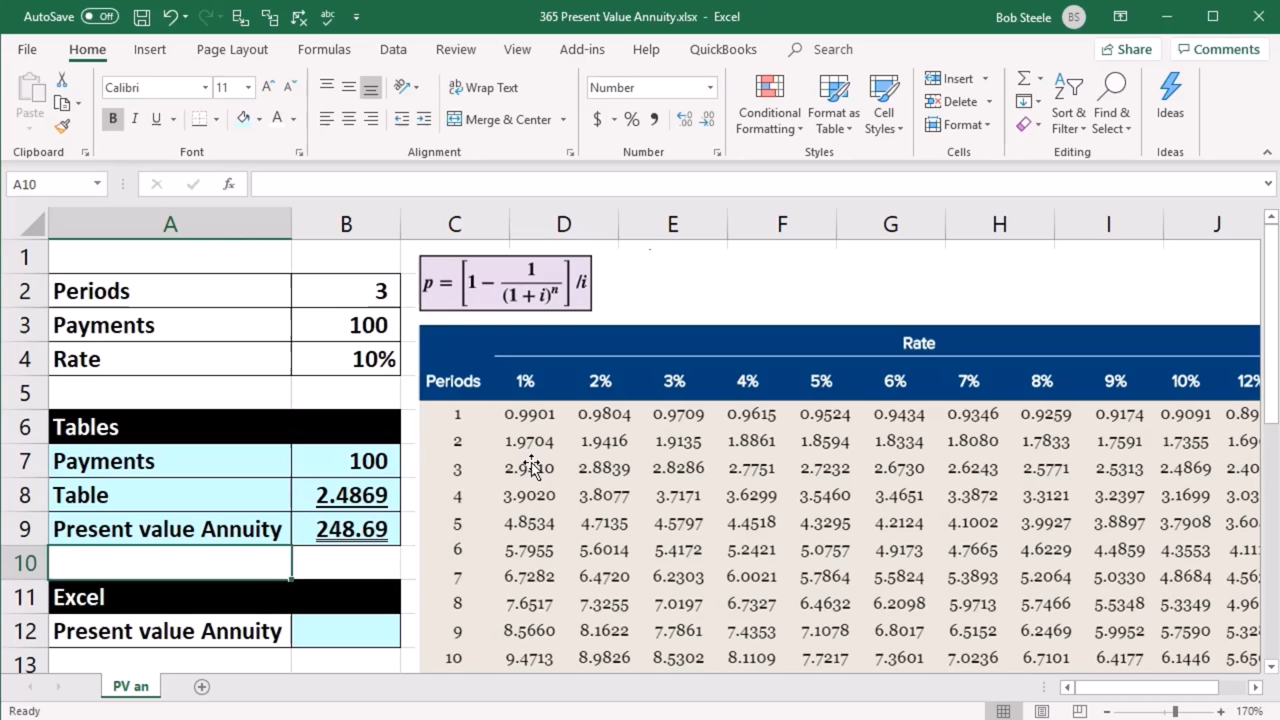 AutoSave Off 365 Present Value Annuity.xlsx - Excel Bob Steele BS
File Home Insert Page Layout Formulas Data Review View Add-ins Help QuickBooks Search Share Comments
Paste Calibri 11 Wrap Text Number Conditional Formatting Format as Table Cell Styles Insert Sort & Filter Find & Select Ideas
B I U A Merge & Center $ % Delete
Format
Clipboard Font Alignment Number Styles Cells Editing Ideas
A10 fx
A B C D E F G H I J
1 p = [1 − 1/(1 + i)^n] /i
2 Periods 3
3 Payments 100 Rate
4 Rate 10% Periods 1% 2% 3% 4% 5% 6% 7% 8% 9% 10% 12%
5
1 0.9901 0.9804 0.9709 0.9615 0.9524 0.9434 0.9346 0.9259 0.9174 0.9091 0.89
6 Tables
2 1.9704 1.9416 1.9135 1.8861 1.8594 1.8334 1.8080 1.7833 1.7591 1.7355 1.69
7 Payments 100
3 2.8839 2.8286 2.7751 2.7232 2.6730 2.6243 2.5771 2.5313 2.4869 2.40
8 Table 2.4869
4 3.9020 3.8077 3.7171 3.6299 3.5460 3.4651 3.3872 3.3121 3.2397 3.1699 3.03
9 Present value Annuity 248.69
5 4.8534 4.7135 4.5797 4.4518 4.3295 4.2124 4.1002 3.9927 3.8897 3.7908 3.60
10
6 5.7955 5.6014 5.4172 5.2421 5.0757 4.9173 4.7665 4.6229 4.4859 4.3553 4.11
7 6.7282 6.4720 6.2303 6.0021 5.7864 5.5824 5.3893 5.2064 5.0330 4.8684 4.56
11 Excel
8 7.6517 7.3255 7.0197 6.7327 6.4632 6.2098 5.9713 5.7466 5.5348 5.3349 4.96
12 Present value Annuity
9 8.5660 8.1622 7.7861 7.4353 7.1078 6.8017 6.5152 6.2469 5.9952 5.7590 5.32
13
10 9.4713 8.9826 8.5302 8.1109 7.7217 7.3601 7.0236 6.7101 6.4177 6.1446 5.65
PV an
Ready 170%